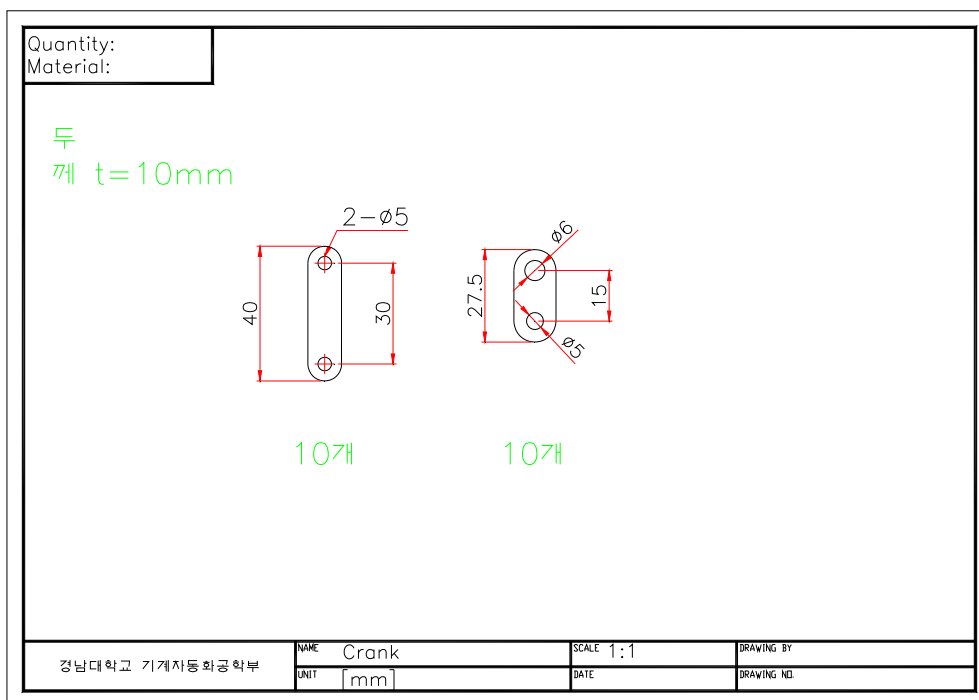 Quantity:
Material:
두
께 t=10mm
2-ø5
40
30
ø6
27.5
15
ø5
10개
10개
경남대학교 기계자동화공학부
NAME Crank
SCALE 1:1
DRAWING BY
UNIT [mm]
DATE
DRAWING NO.